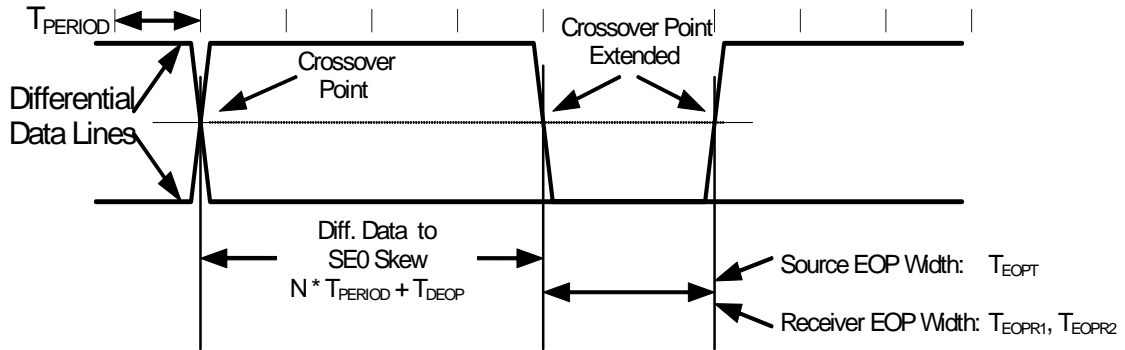 TPERIOD
Differential
Data Lines
Crossover
Point
Crossover Point
Extended
Diff. Data to
SE0 Skew
N * TPERIOD + TDEOP
Source EOP Width: TEOPT
Receiver EOP Width: TEOPR1, TEOPR2